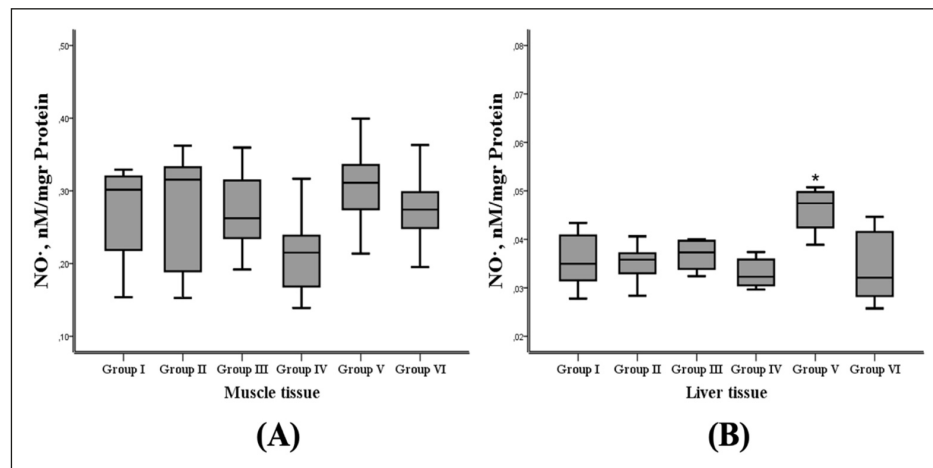 NO· , nM/mgr Protein
,50
,40
,30
,20
,10
Group I Group II Group III Group IV Group V Group VI
Muscle tissue
(A)
NO· , nM/mgr Protein
,08
,07
,06
,05
,04
,03
,02
*
Group I Group II Group III Group IV Group V Group VI
Liver tissue
(B)